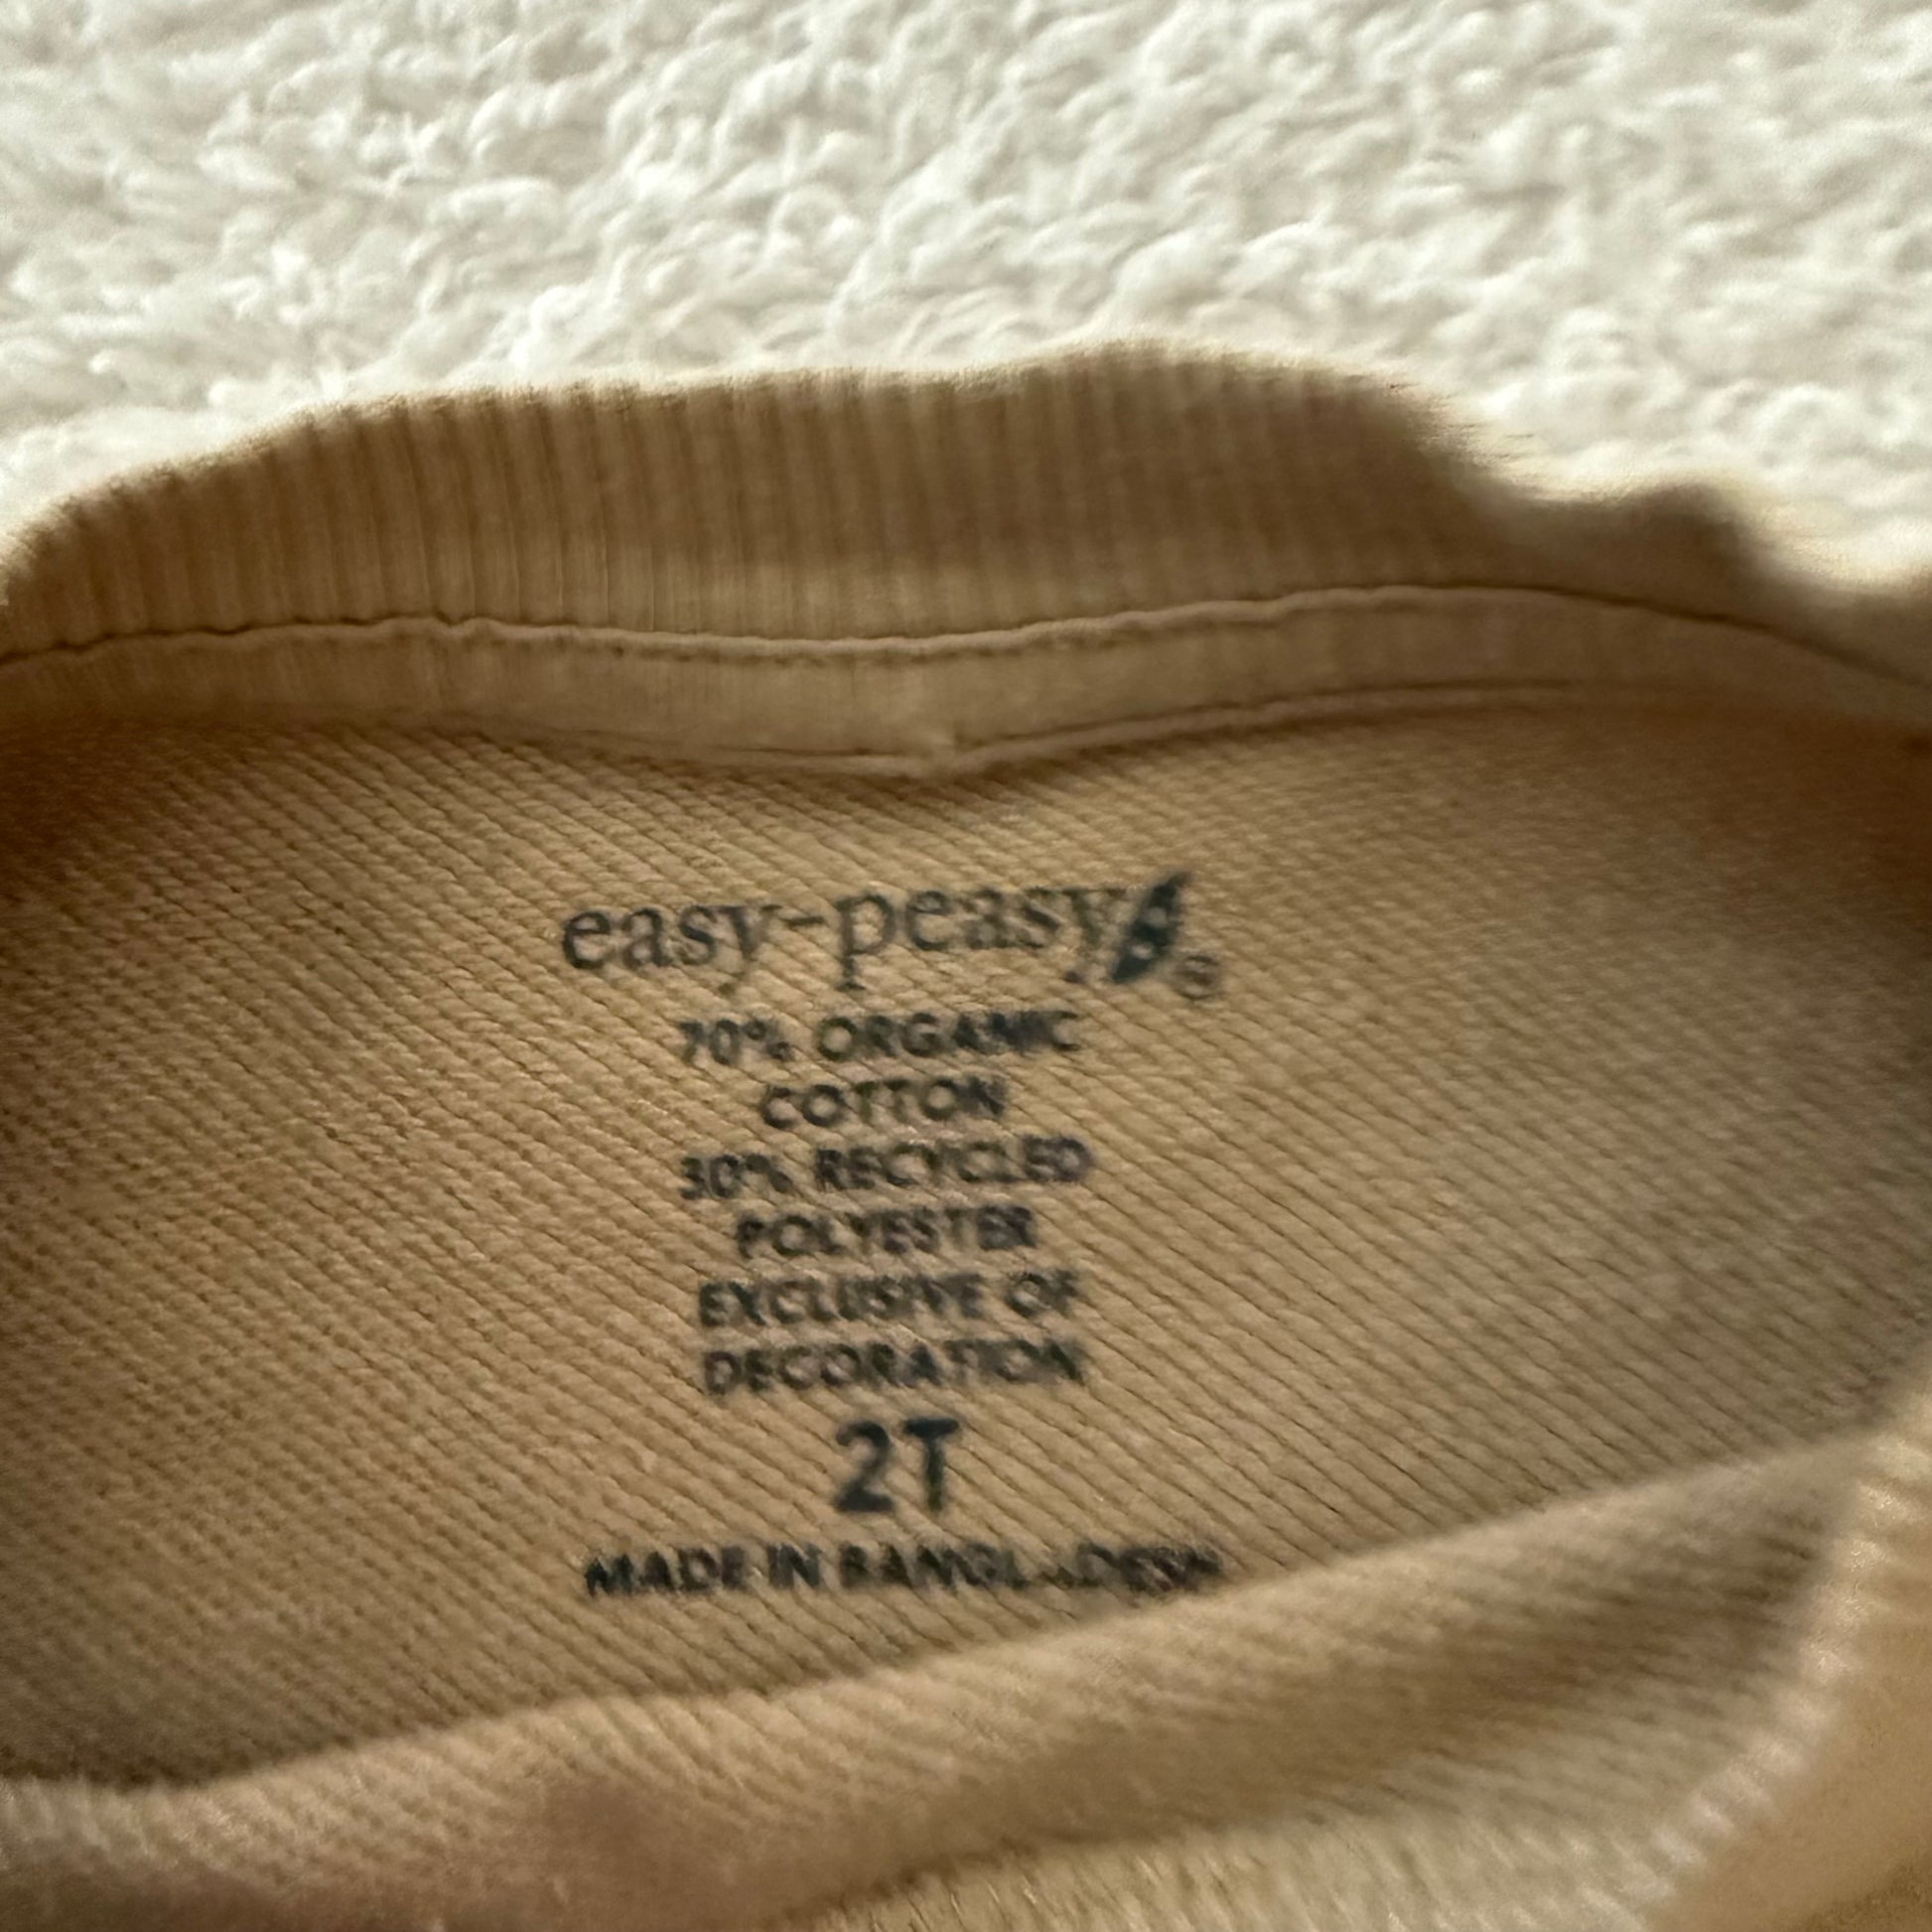 easy-peasy®
70% ORGANIC
COTTON
30% RECYCLED
POLYESTER
EXCLUSIVE OF
DECORATION
2T
MADE IN BANGLADESH